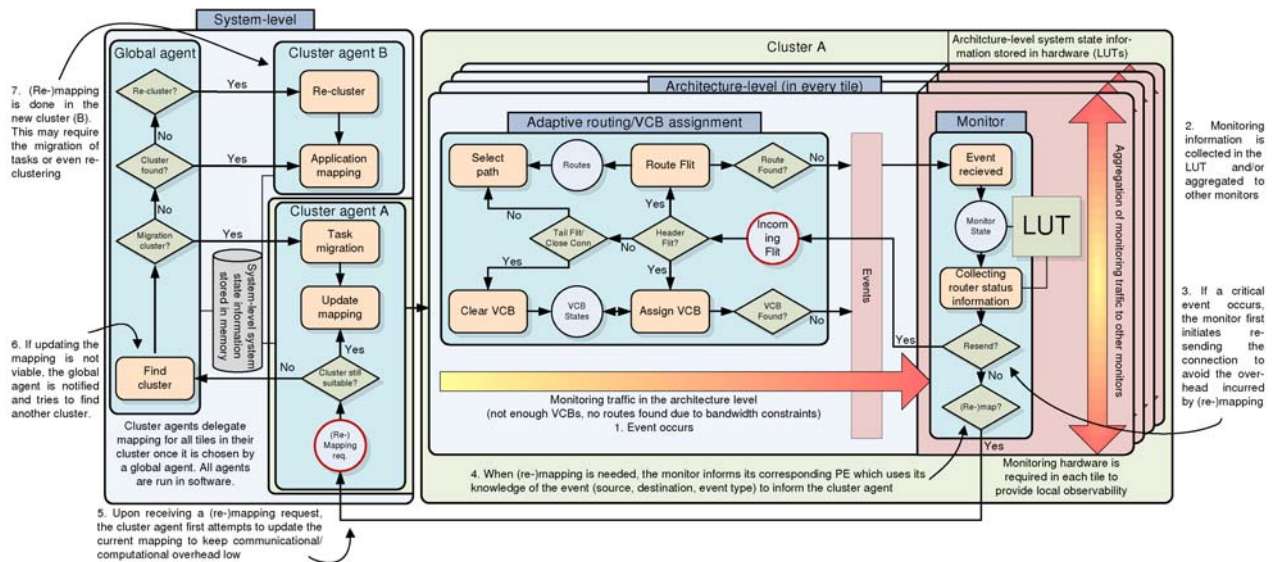 System-level
Global agent
Re-cluster?
Yes
No
Cluster found?
Yes
No
Migration cluster?
Yes
Find
cluster
Cluster agent B
Re-cluster
Application
mapping
Cluster agent A
Task
migration
Update
mapping
Yes
No
Cluster still
suitable?
(Re-)
Mapping
req.
System-level system
state information
stored in memory
Cluster agents delegate
mapping for all tiles in their
cluster once it is chosen by
a global agent. All agents
are run in software.
7. (Re-)mapping
is done in the
new cluster (B).
This may require
the migration of
tasks or even re-
clustering
6. If updating the
mapping is not
viable, the global
agent is notified
and tries to find
another cluster.
5. Upon receiving a (re-)mapping request,
the cluster agent first attempts to update the
current mapping to keep communicational/
computational overhead low
Cluster A
Architcture-level system state infor-
mation stored in hardware (LUTs)
Architecture-level (in every tile)
Adaptive routing/VCB assignment
Select
path
Routes
Route Flit
Route
Found?
No
No
Yes
Tail Flit/
Close Conn
No
Header
Flit?
Incom
ing
Flit
Yes
Yes
Clear VCB
VCB
States
Assign VCB
VCB
Found?
No
Events
Monitoring traffic in the architecture level
(not enough VCBs, no routes found due to bandwidth constraints)
1. Event occurs
Monitor
Event
recieved
Monitor
State
LUT
Collecting
router status
information
Yes
Resend?
No
(Re-)map?
Yes
Aggregation of monitoring traffic to other monitors
Monitoring hardware is
required in each tile to
provide local observability
4. When (re-)mapping is needed, the monitor informs its corresponding PE which uses its
knowledge of the event (source, destination, event type) to inform the cluster agent
2. Monitoring
information is
collected in the
LUT and/or
aggregated to
other monitors
3. If a critical
event occurs,
the monitor first
initiates re-
sending the
connection to
avoid the over-
head incurred
by (re-)mapping